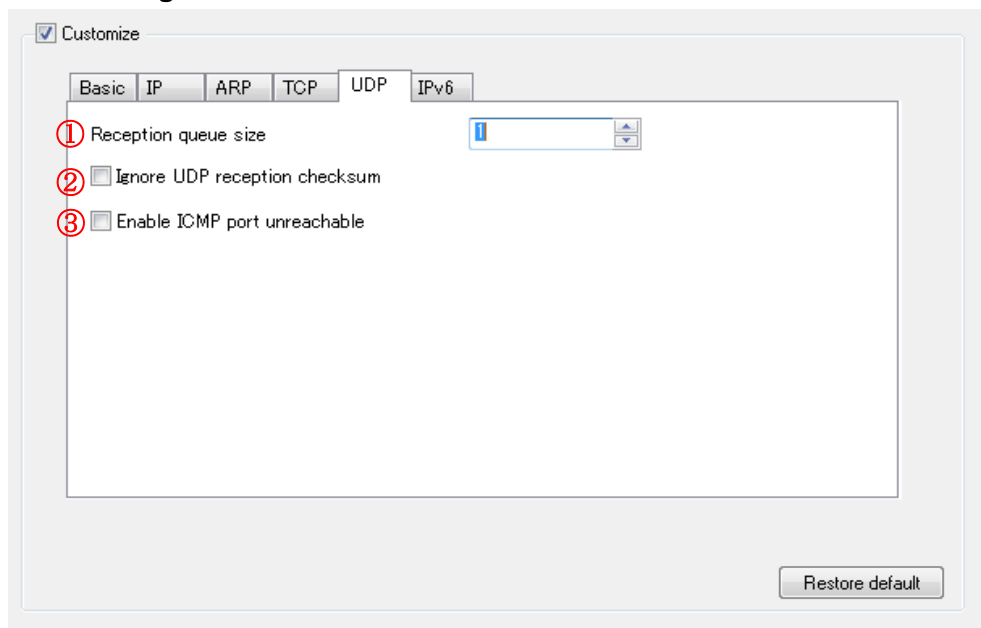 Customize
Basic IP ARP TCP UDP IPv6
① Reception queue size 1
② Ignore UDP reception checksum
③ Enable ICMP port unreachable
Restore default